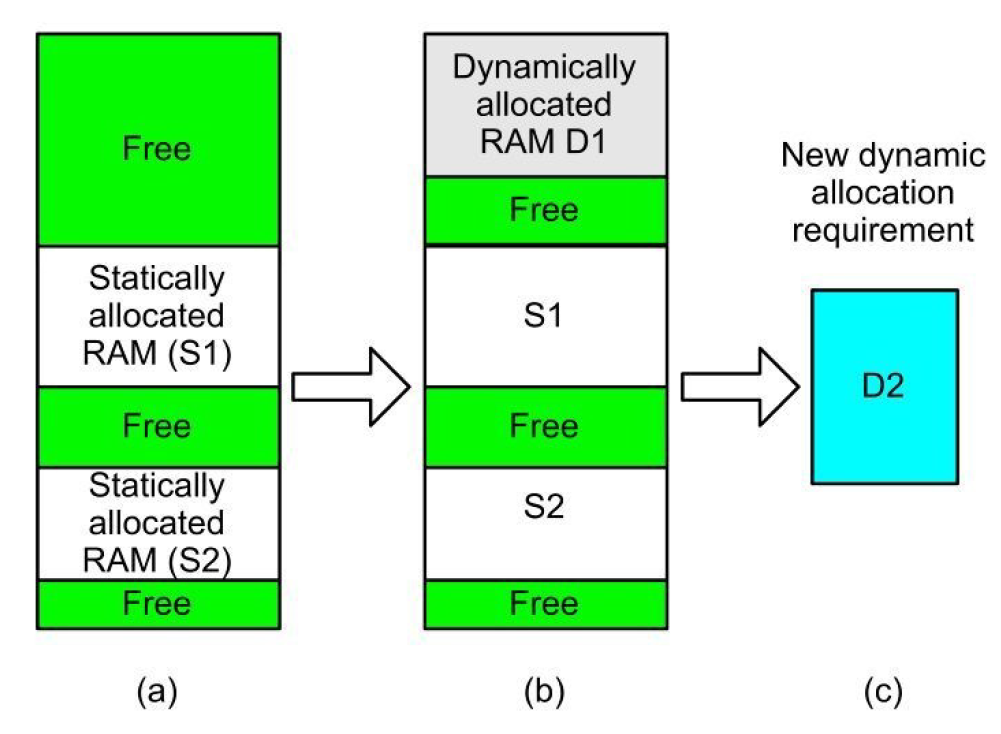 Free
Statically
allocated
RAM (S1)
Free
Statically
allocated
RAM (S2)
Free
(a)
Dynamically
allocated
RAM D1
Free
S1
Free
S2
Free
(b)
New dynamic
allocation
requirement
D2
(c)